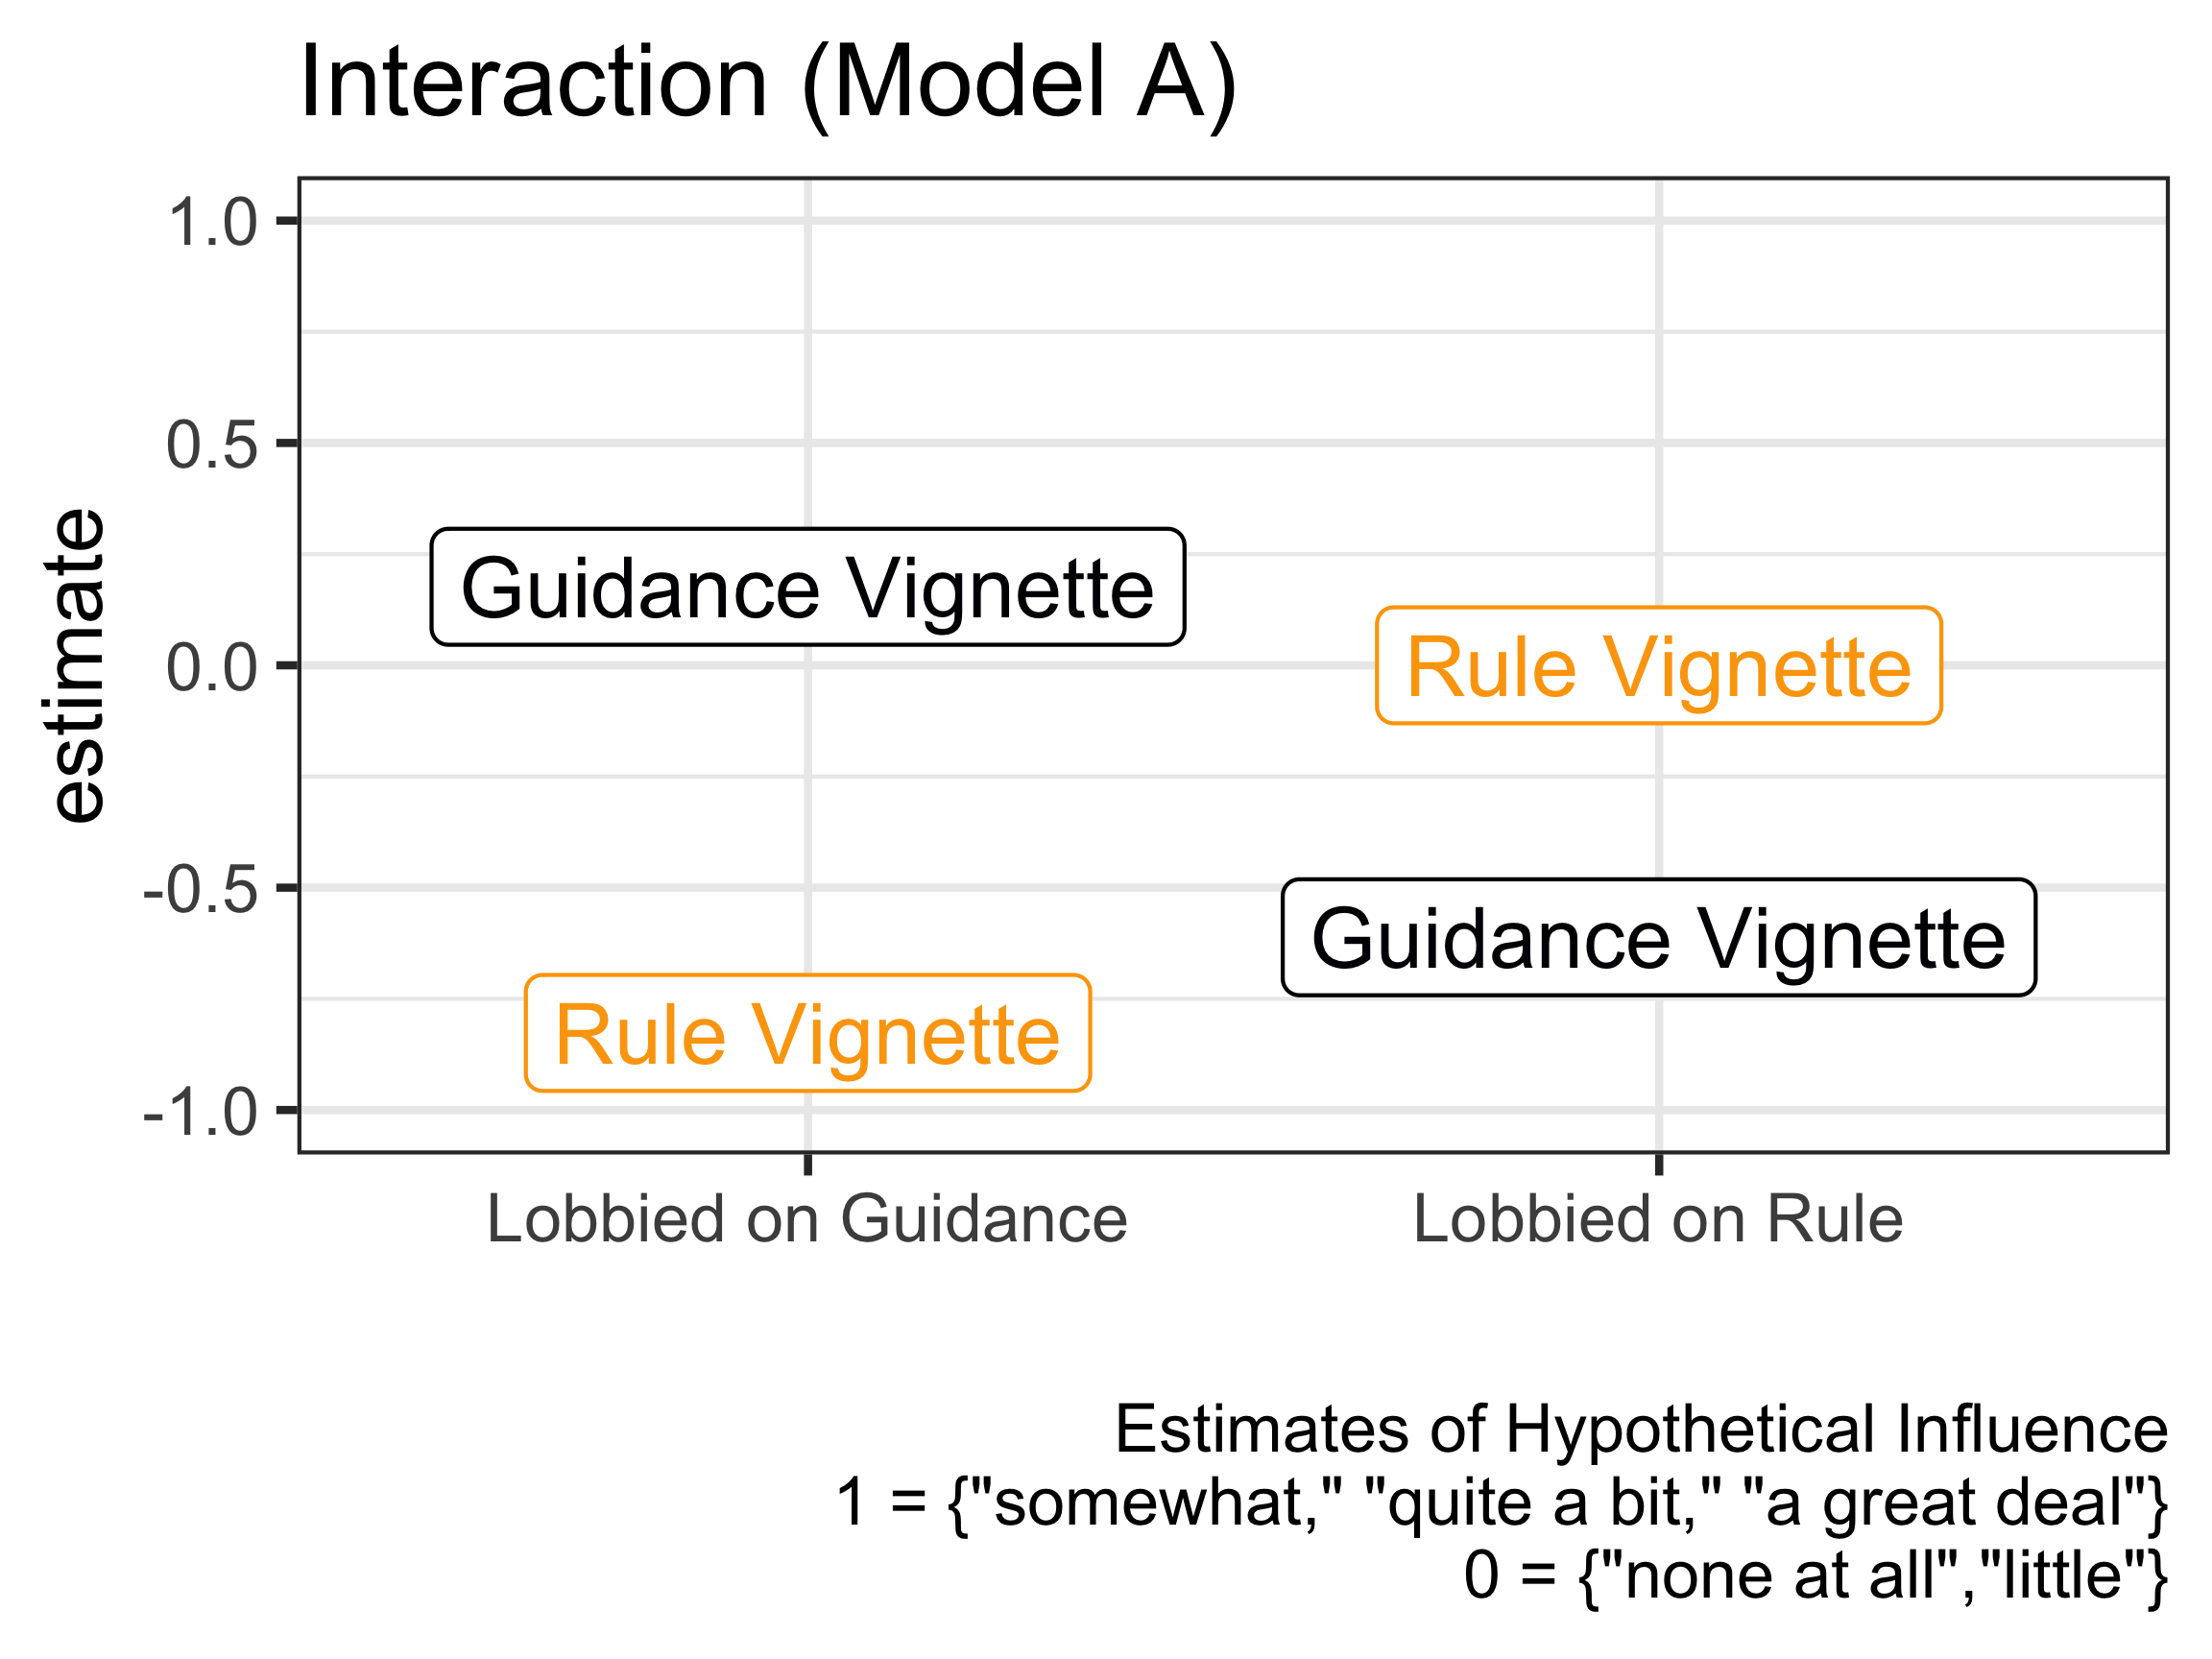 Interaction (Model A)
1.0
0.5
0.0
-0.5
-1.0
estimate
Guidance Vignette
Rule Vignette
Guidance Vignette
Rule Vignette
Lobbied on Guidance
Lobbied on Rule
Estimates of Hypothetical Influence
1 = {"somewhat," "quite a bit," "a great deal"}
0 = {"none at all","little"}